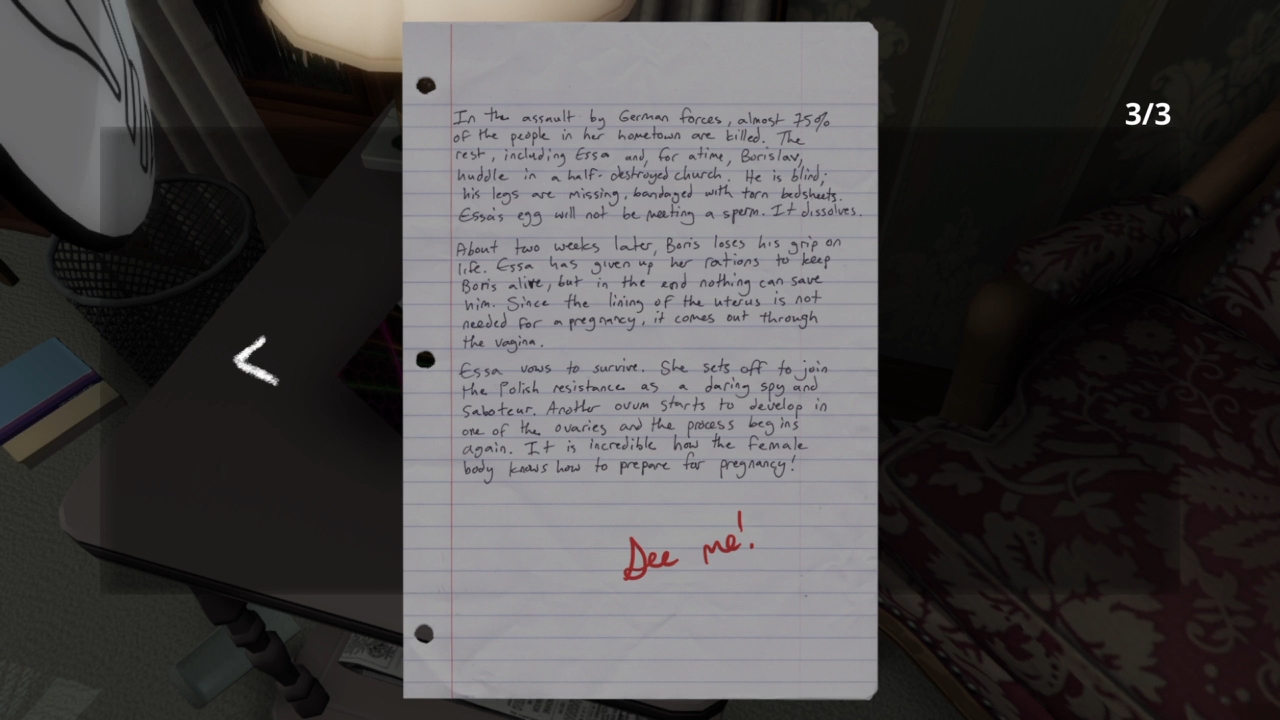 3/3
In the assault by German forces, almost 75%
of the people in her hometown are killed. The
rest, including Essa and, for atime, Borislav,
huddle in a half-destroyed church. He is blind;
his legs are missing, bandaged with torn bedsheets.
Essa's egg will not be meeting a sperm. It dissolves.
About two weeks later, Boris loses his grip on
life. Essa has given up her rations to keep
Boris alive, but in the end nothing can save
him. Since the lining of the uterus is not
needed for a pregnancy, it comes out through
the vagina.
Essa vows to survive. She sets off to join
the Polish resistance as a daring spy and
saboteur. Another ovum starts to develop in
one of the ovaries and the process begins
again. It is incredible how the female
body knows how to prepare for pregnancy!
See me!